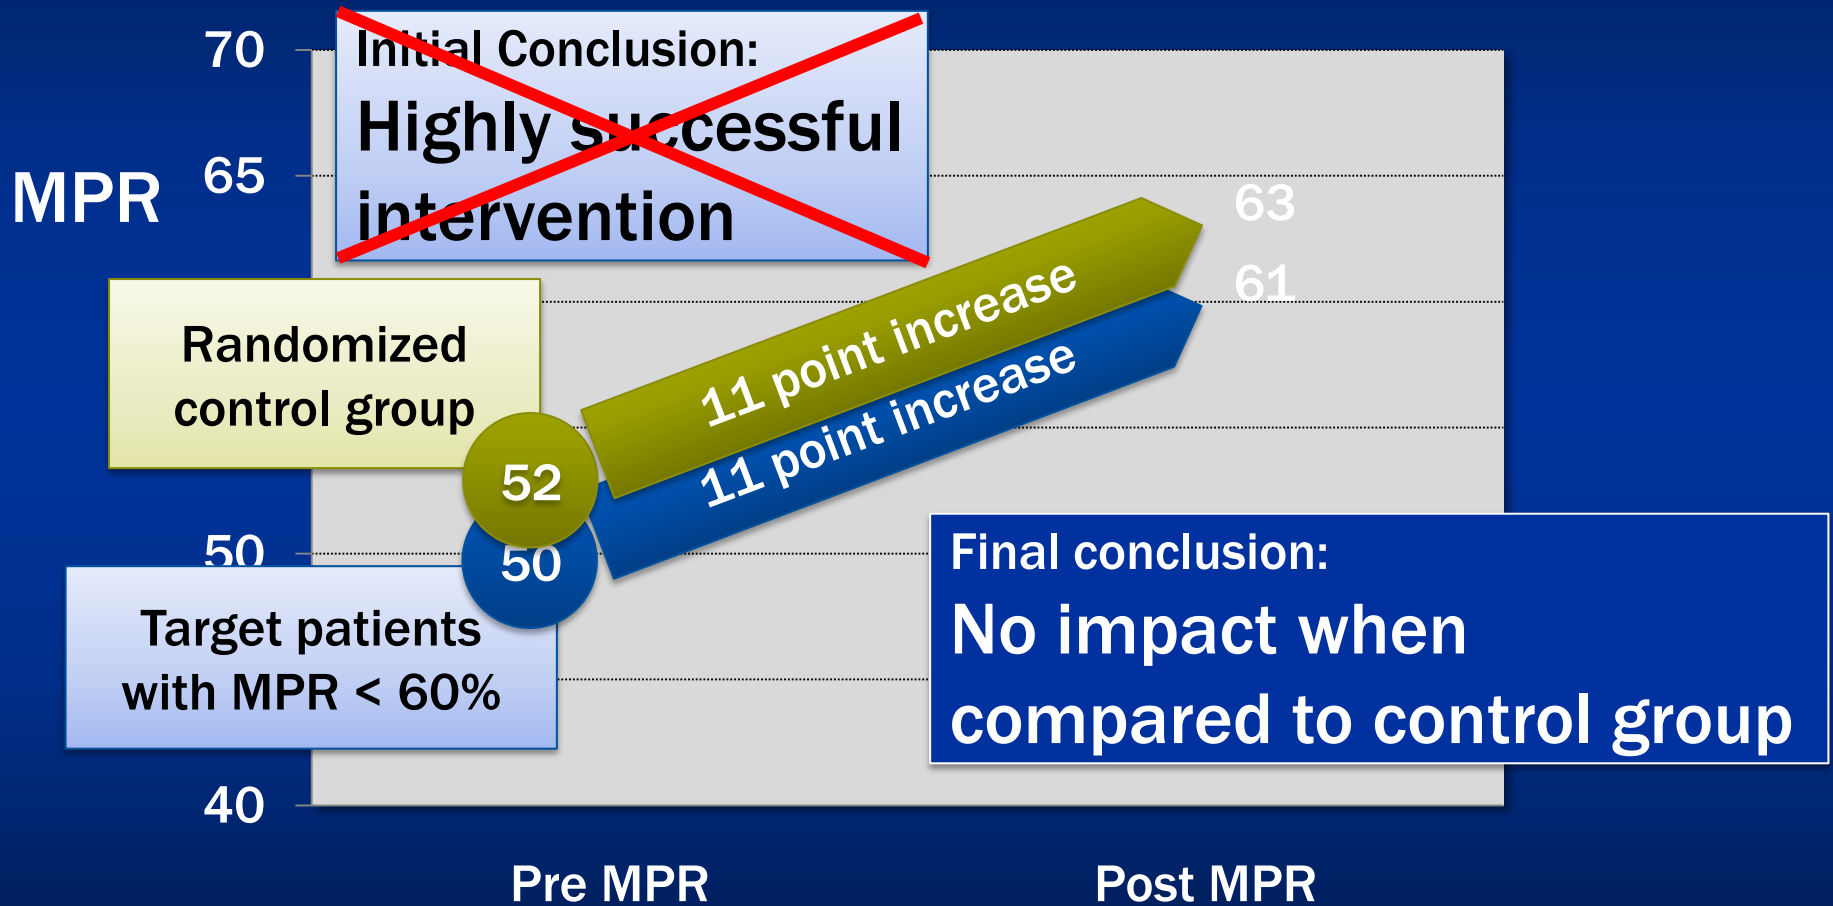 70
Initial Conclusion:
Highly successful
intervention
MPR
65
63
61
11 point increase
11 point increase
Randomized
control group
52
50
50
Target patients
with MPR < 60%
Final conclusion:
No impact when
compared to control group
40
Pre MPR
Post MPR